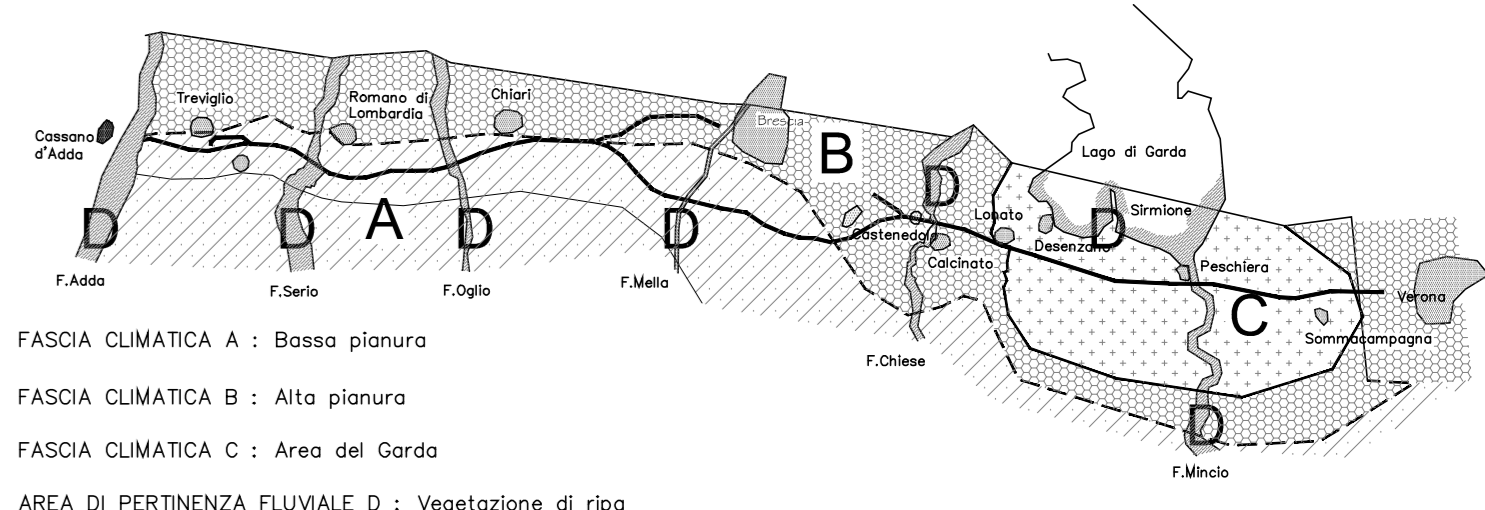 Treviglio
Romano di
Lombardia
Chiari
Cassano
d'Adda
Brescia
B
Lago di Garda
D
D
D
A
D
D
D
Sirmione
Lonato
Castenedolo
Desenzano
Calcinato
Peschiera
F.Adda
F.Serio
F.Oglio
F.Mella
C
Verona
Sommacampagna
F.Chiese
D
F.Mincio
FASCIA CLIMATICA A : Bassa pianura
FASCIA CLIMATICA B : Alta pianura
FASCIA CLIMATICA C : Area del Garda
AREA DI PERTINENZA FLUVIALE D : Vegetazione di ripa